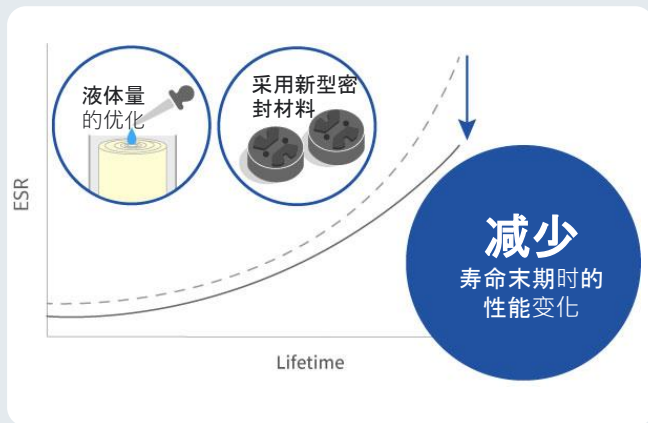 液体量
的优化
采用新型密
封材料
ESR
减少
寿命末期时的
性能变化
Lifetime